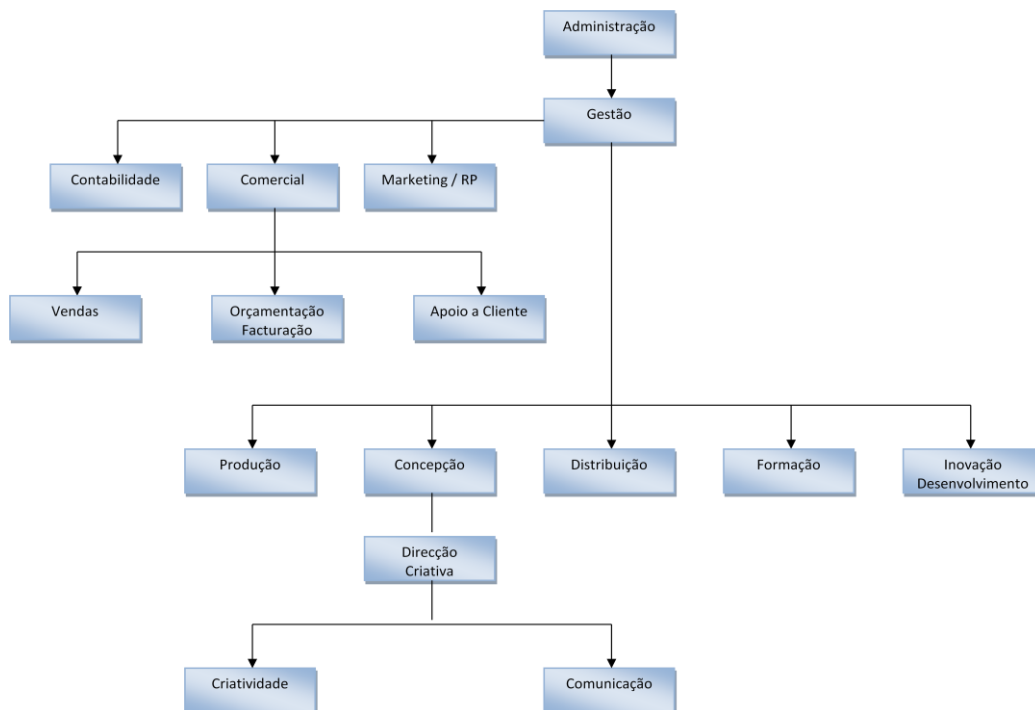 Administração
Gestão
Contabilidade
Comercial
Marketing / RP
Vendas
Orçamentação
Facturação
Apoio a Cliente
Produção
Concepção
Distribuição
Formação
Inovação
Desenvolvimento
Direcção
Criativa
Criatividade
Comunicação